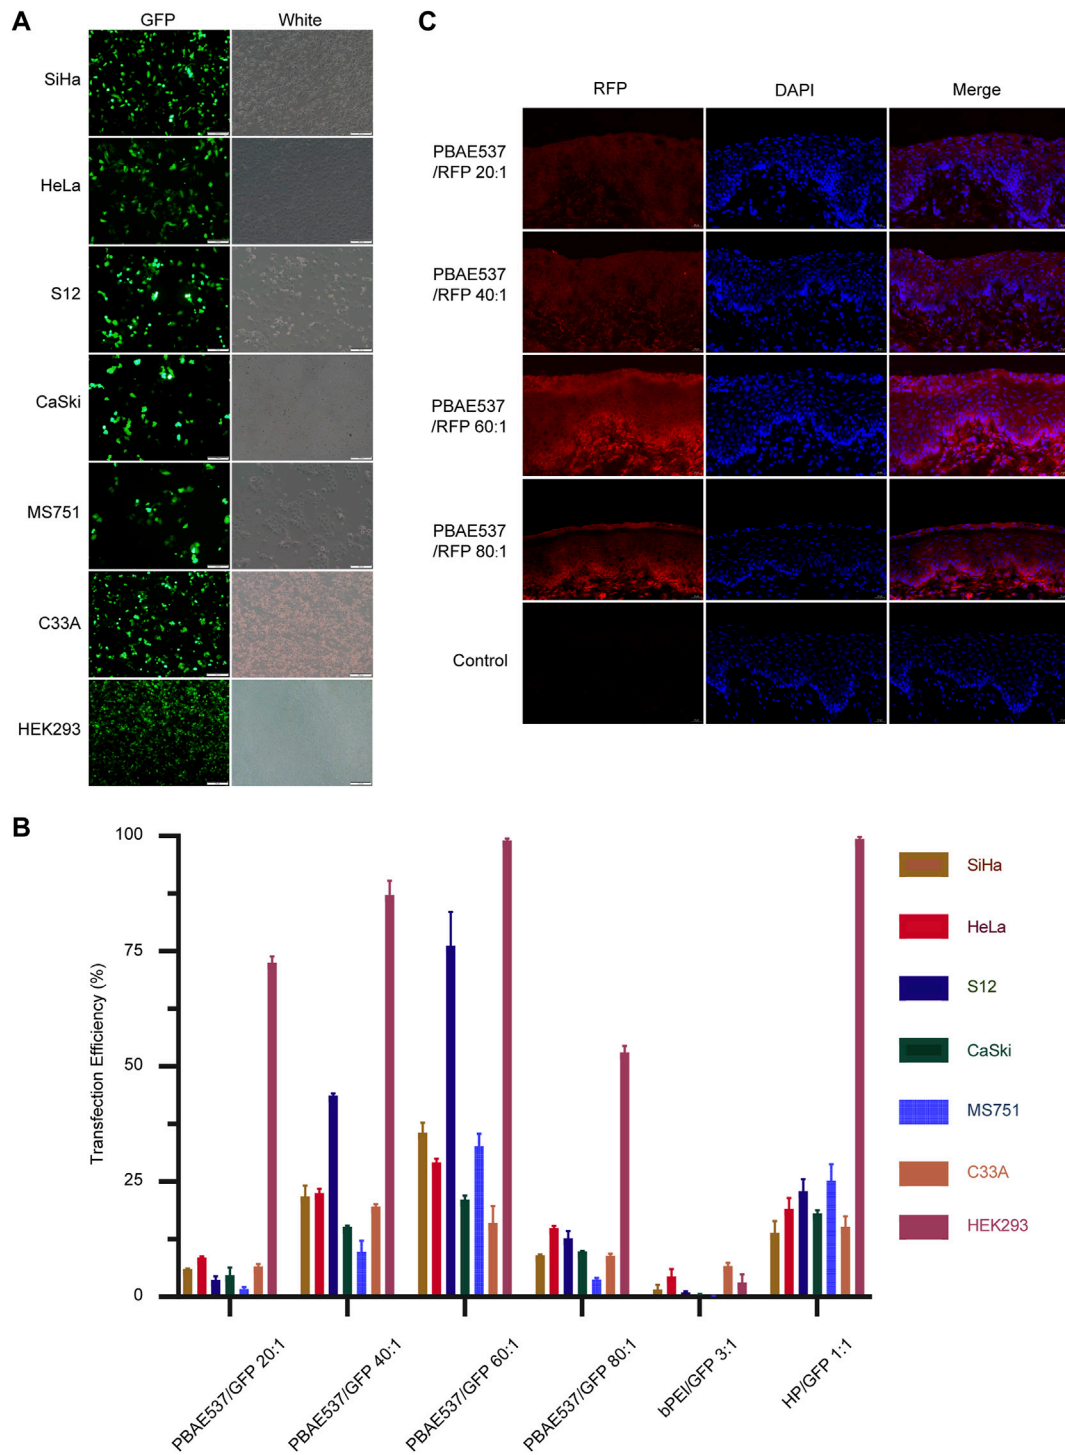 A
GFP
White
SiHa
HeLa
S12
CaSki
MS751
C33A
HEK293
C
RFP
DAPI
Merge
PBAE537
/RFP 20:1
PBAE537
/RFP 40:1
PBAE537
/RFP 60:1
PBAE537
/RFP 80:1
Control
B
Transfection Efficiency (%)
100
75
50
25
0
PBAE537/GFP 20:1
PBAE537/GFP 40:1
PBAE537/GFP 60:1
PBAE537/GFP 80:1
bPEI/GFP 3:1
HP/GFP 1:1
SiHa
HeLa
S12
CaSki
MS751
C33A
HEK293